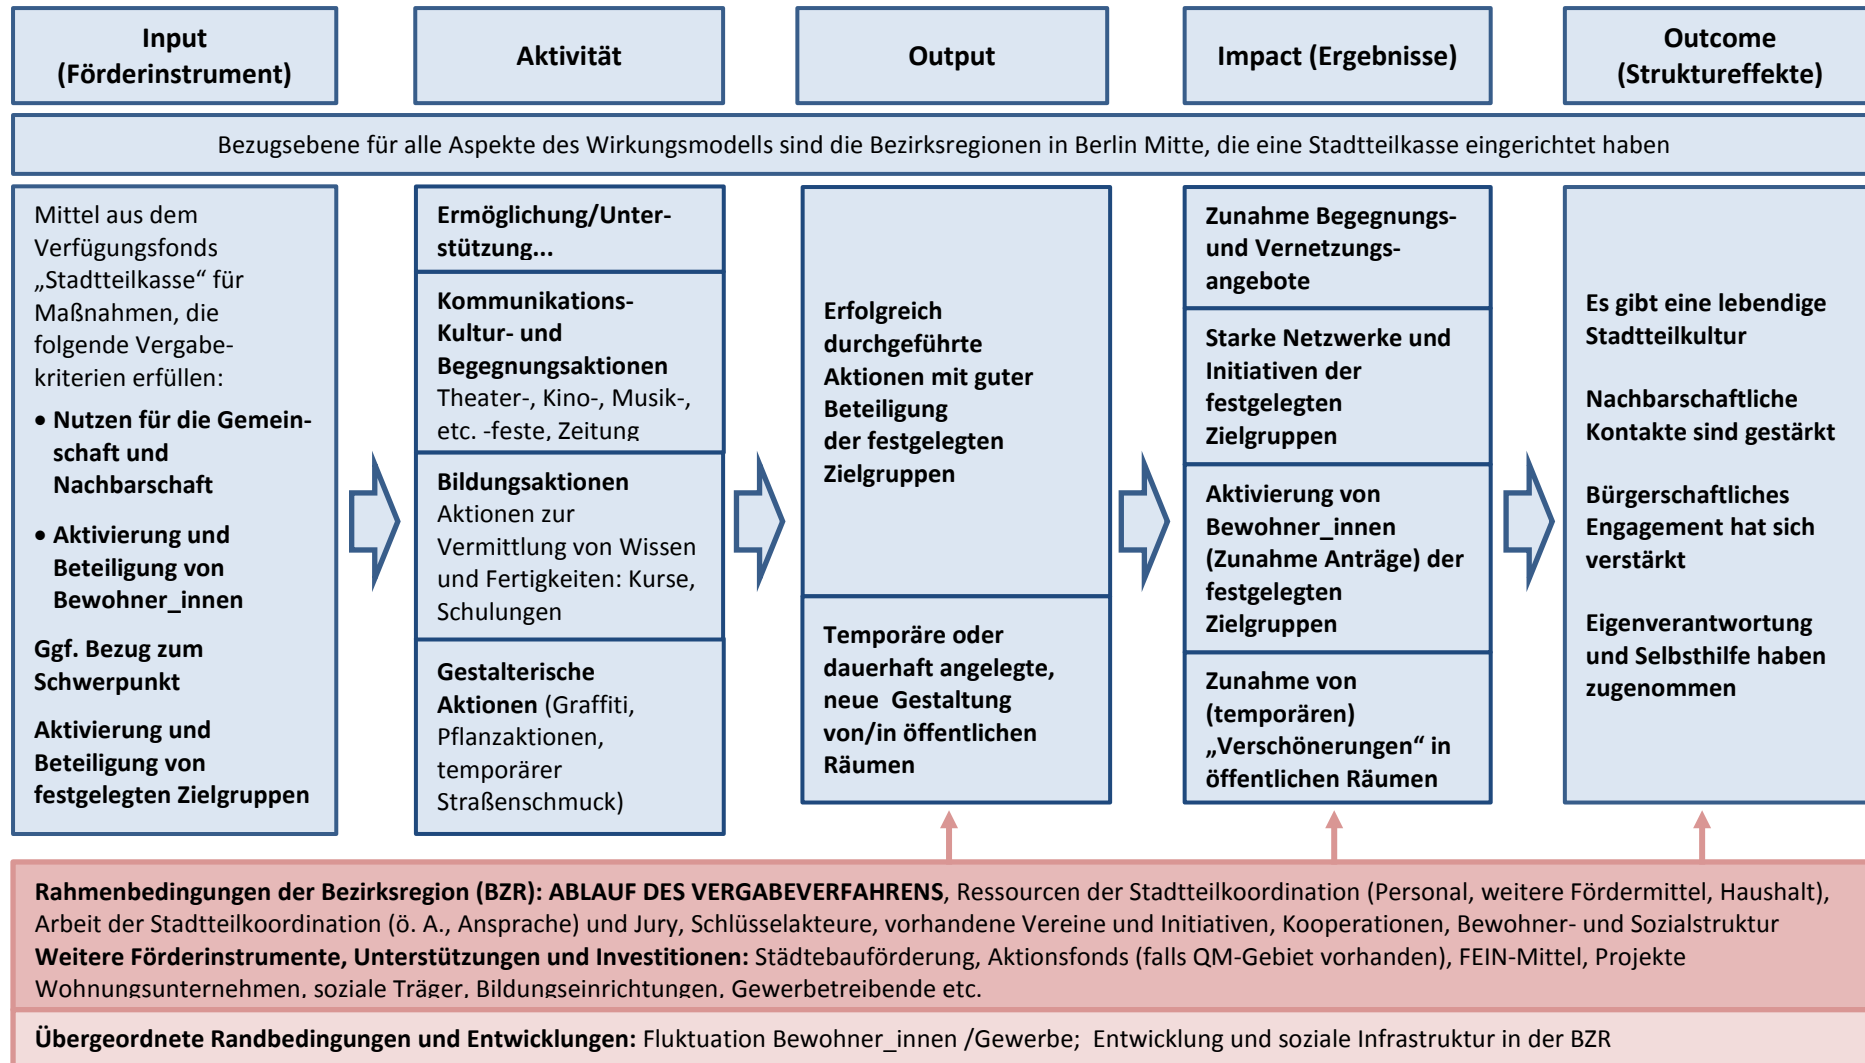 Input
(Förderinstrument)
Aktivität
Output
Impact (Ergebnisse)
Outcome
(Struktureffekte)
Bezugsebene für alle Aspekte des Wirkungsmodells sind die Bezirksregionen in Berlin Mitte, die eine Stadtteilkasse eingerichtet haben
Mittel aus dem
Verfügungsfonds
„Stadtteilkasse“ für
Maßnahmen, die
folgende Vergabe-
kriterien erfüllen:
• Nutzen für die Gemein-
schaft und
Nachbarschaft
• Aktivierung und
Beteiligung von
Bewohner_innen
Ggf. Bezug zum
Schwerpunkt
Aktivierung und
Beteiligung von
festgelegten Zielgruppen
Ermöglichung/Unter-
stützung...
Kommunikations-
Kultur- und
Begegnungsaktionen
Theater-, Kino-, Musik-,
etc. -feste, Zeitung
Bildungsaktionen
Aktionen zur
Vermittlung von Wissen
und Fertigkeiten: Kurse,
Schulungen
Gestalterische
Aktionen (Graffiti,
Pflanzaktionen,
temporärer
Straßenschmuck)
Erfolgreich
durchgeführte
Aktionen mit guter
Beteiligung
der festgelegten
Zielgruppen
Temporäre oder
dauerhaft angelegte,
neue Gestaltung
von/in öffentlichen
Räumen
Zunahme Begegnungs-
und Vernetzungs-
angebote
Starke Netzwerke und
Initiativen der
festgelegten
Zielgruppen
Aktivierung von
Bewohner_innen
(Zunahme Anträge) der
festgelegten
Zielgruppen
Zunahme von
(temporären)
„Verschönerungen“ in
öffentlichen Räumen
Es gibt eine lebendige
Stadtteilkultur
Nachbarschaftliche
Kontakte sind gestärkt
Bürgerschaftliches
Engagement hat sich
verstärkt
Eigenverantwortung
und Selbsthilfe haben
zugenommen
Rahmenbedingungen der Bezirksregion (BZR): ABLAUF DES VERGABEVERFAHRENS, Ressourcen der Stadtteilkoordination (Personal, weitere Fördermittel, Haushalt),
Arbeit der Stadtteilkoordination (ö. A., Ansprache) und Jury, Schlüsselakteure, vorhandene Vereine und Initiativen, Kooperationen, Bewohner- und Sozialstruktur
Weitere Förderinstrumente, Unterstützungen und Investitionen: Städtebauförderung, Aktionsfonds (falls QM-Gebiet vorhanden), FEIN-Mittel, Projekte
Wohnungsunternehmen, soziale Träger, Bildungseinrichtungen, Gewerbetreibende etc.
Übergeordnete Randbedingungen und Entwicklungen: Fluktuation Bewohner_innen /Gewerbe; Entwicklung und soziale Infrastruktur in der BZR